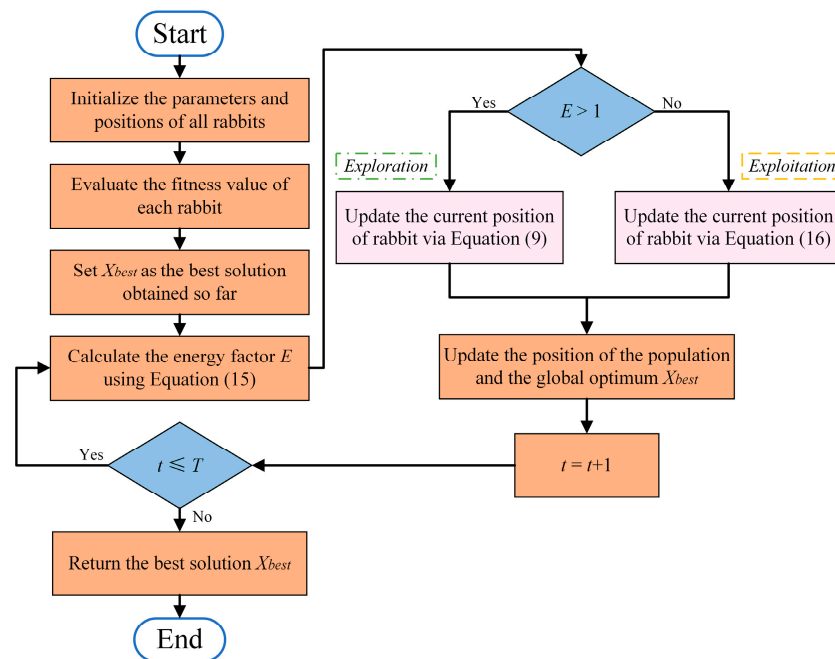 Start
Initialize the parameters and
positions of all rabbits
Evaluate the fitness value of
each rabbit
Set Xbest as the best solution
obtained so far
Calculate the energy factor E
using Equation (15)
E > 1
Yes
No
Exploration
Exploitation
Update the current position
of rabbit via Equation (9)
Update the current position
of rabbit via Equation (16)
Update the position of the population
and the global optimum Xbest
t = t+1
t ⩽ T
Yes
No
Return the best solution Xbest
End